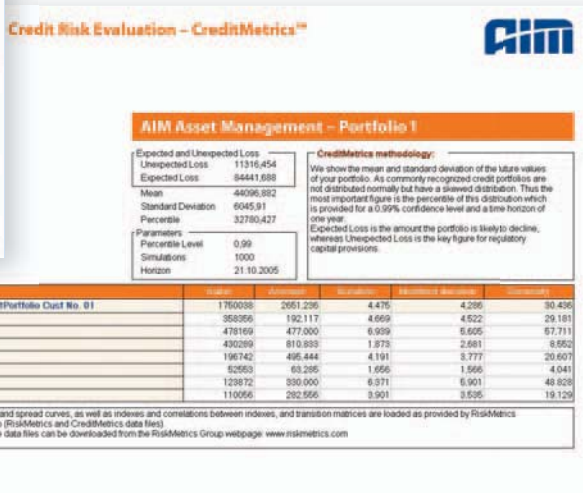 Credit Risk Evaluation – CreditMetrics™
aim
AIM Asset Management – Portfolio 1
Expected and Unexpected Loss
Unexpected Loss 11316,454
Expected Loss 84441,688
Mean 44096,882
Standard Deviation 6045,91
Percentile 32780,427
Parameters
Percentile Level 0,99
Simulations 1000
Horizon 21.10.2005
CreditMetrics methodology:
We show the mean and standard deviation of the future values
of your portfolio. As commonly recognized credit portfolios are
not distributed normally but have a skewed distribution. Thus the
most important figure is the percentile of this distribution which
is provided for a 0.99% confidence level and a time horizon of
one year.
Expected Loss is the amount the portfolio is likelyto decline,
whereas Unexpected Loss is the key figure for regulatory
capital provisions.
Duration Modified duration Convexity
tPortfolio Cust No. 01 1750038 2651.236 4,475 4,286 30.436
358356 192.117 4,669 4,522 29.181
478169 477.000 6,939 6,605 57.711
430289 810.833 1,873 2,681 8,552
196742 495,444 4,191 3,777 20.607
52553 63,285 1,656 1,566 4,041
123872 330.000 6,371 5,901 48.828
110056 282,556 3,901 3,535 19.129
and spread curves, as well as indexes and correlations between indexes, and transition matrices are loaded as provided by RiskMetrics
(RiskMetrics and CreditMetrics data files)
data files can be downloaded from the RiskMetrics Group webpage: www.riskmetrics.com